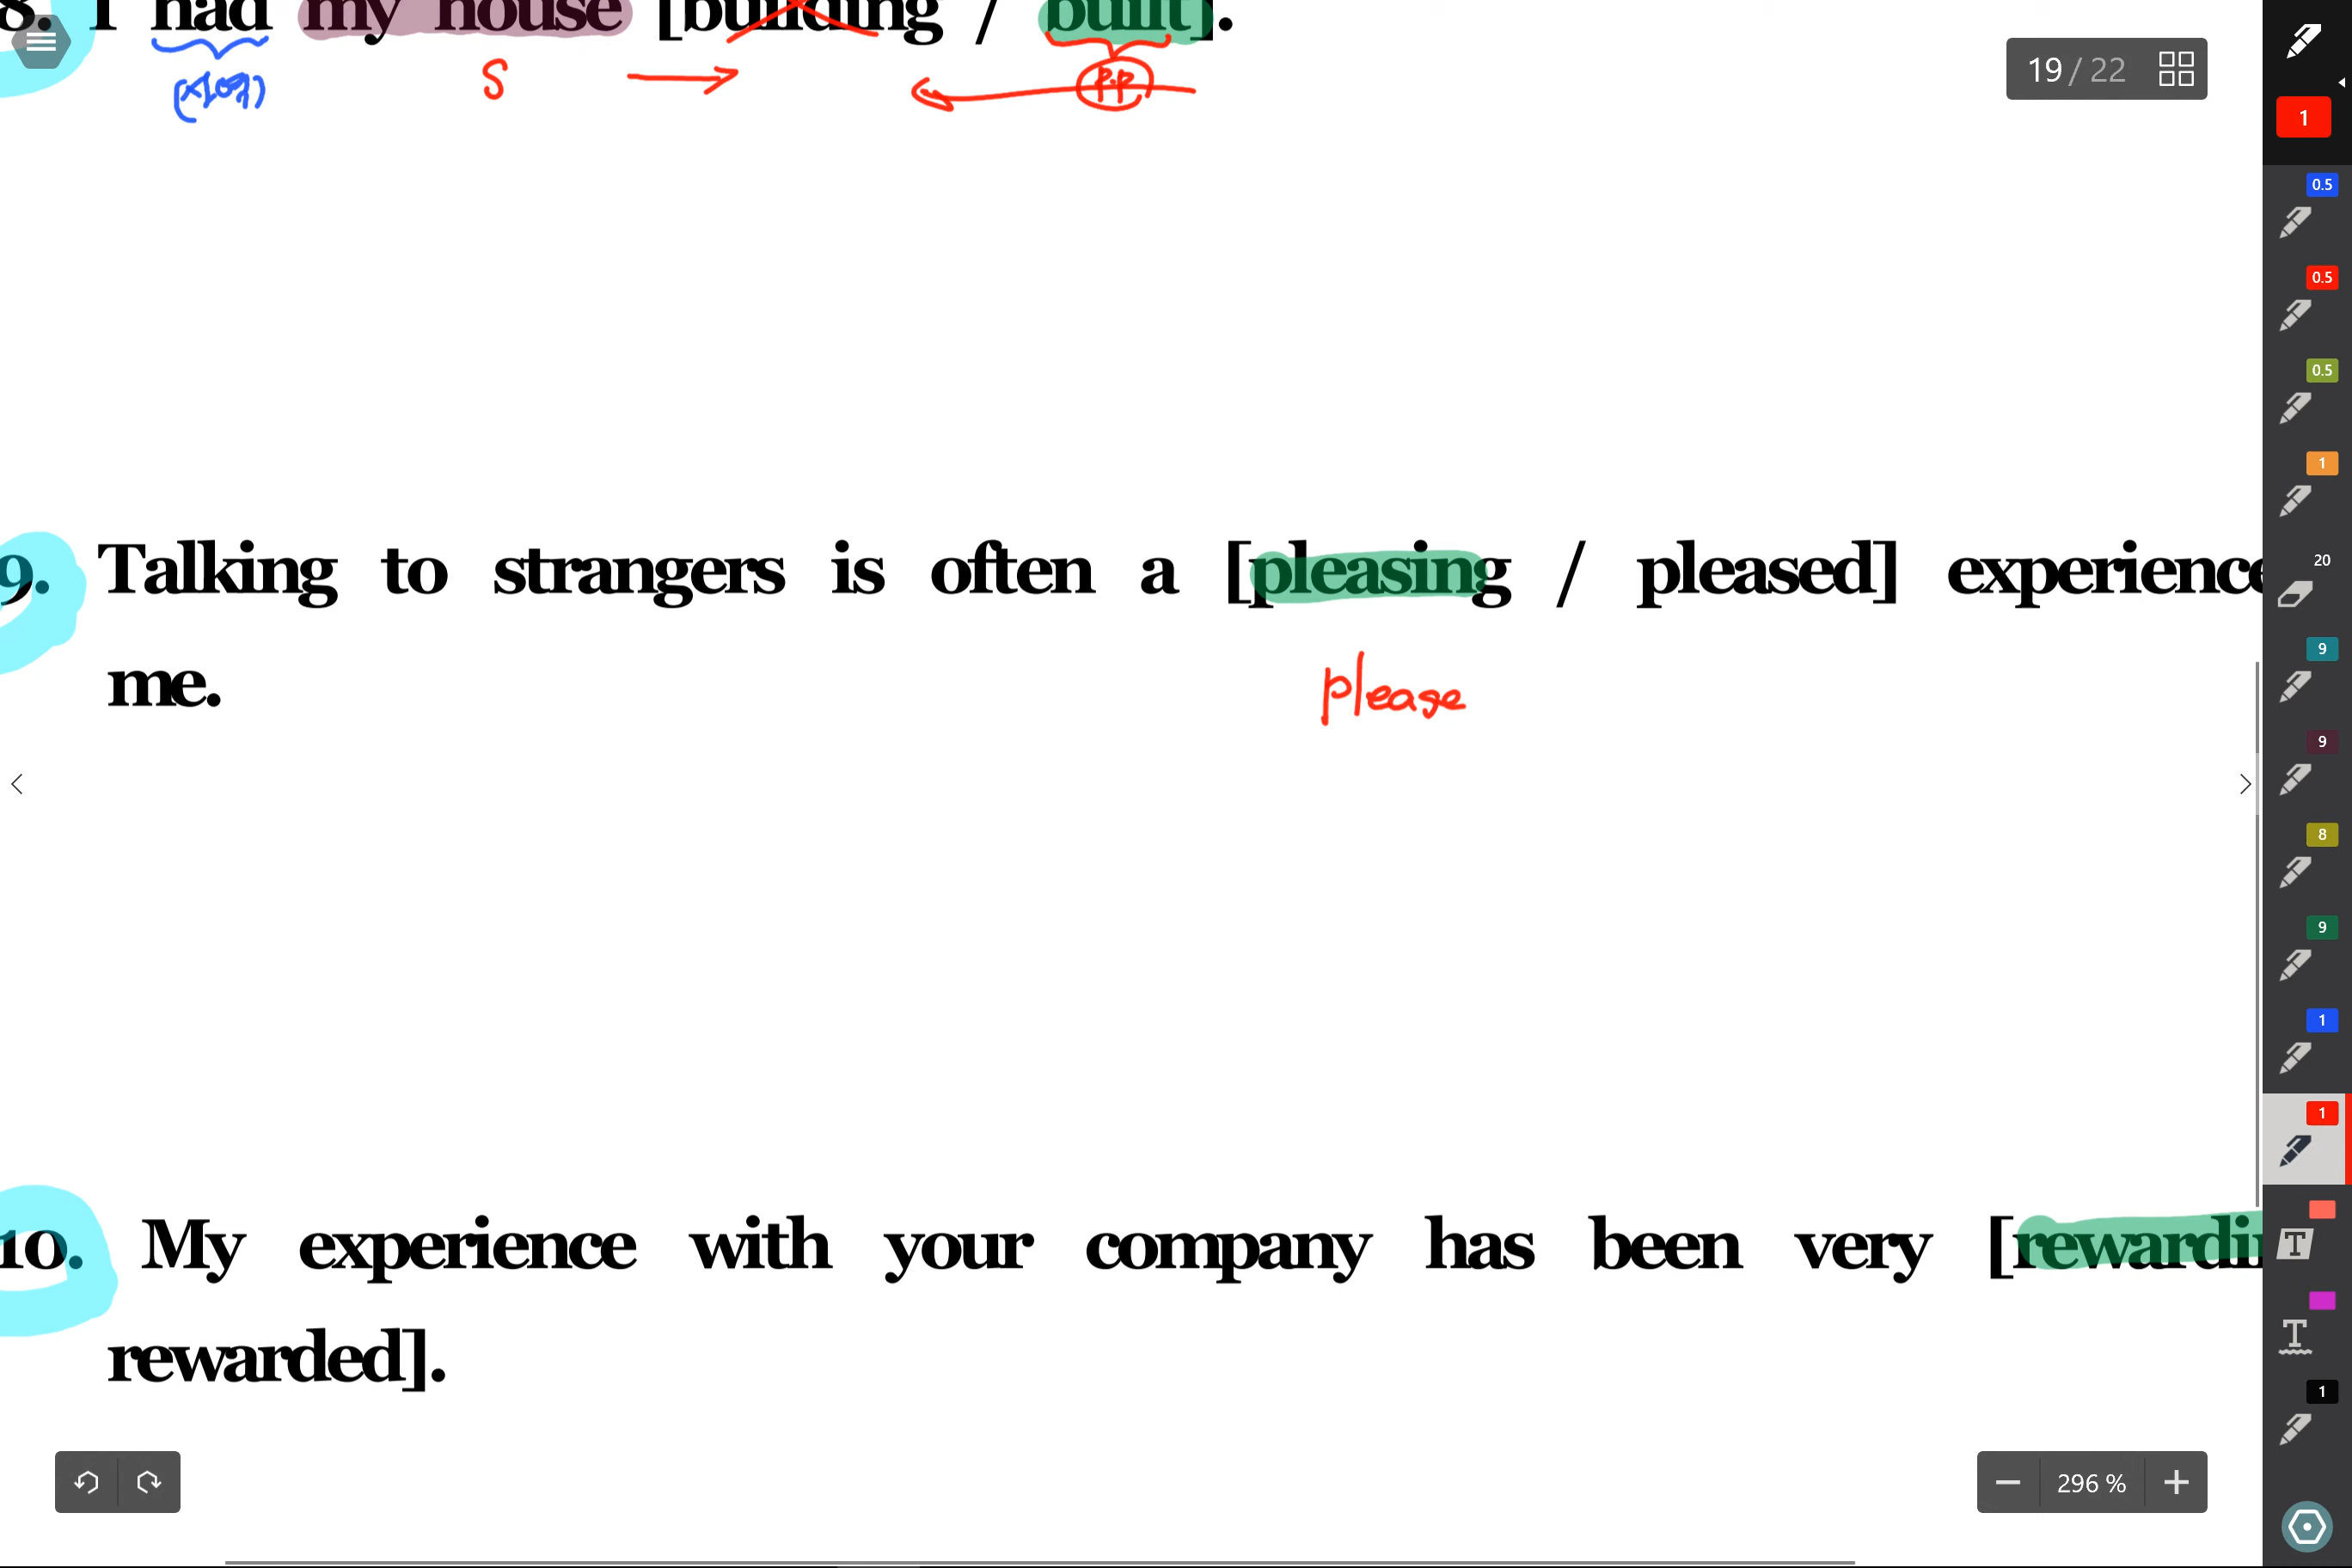 8. I had my house [building / built].
S
p.p
19 / 22
1
0.5
0.5
0.5
1
20
9. Talking to strangers is often a [pleasing / pleased] experience
me.
please
9
9
8
9
1
1
10. My experience with your company has been very [rewardi
rewarded].
1
296 %